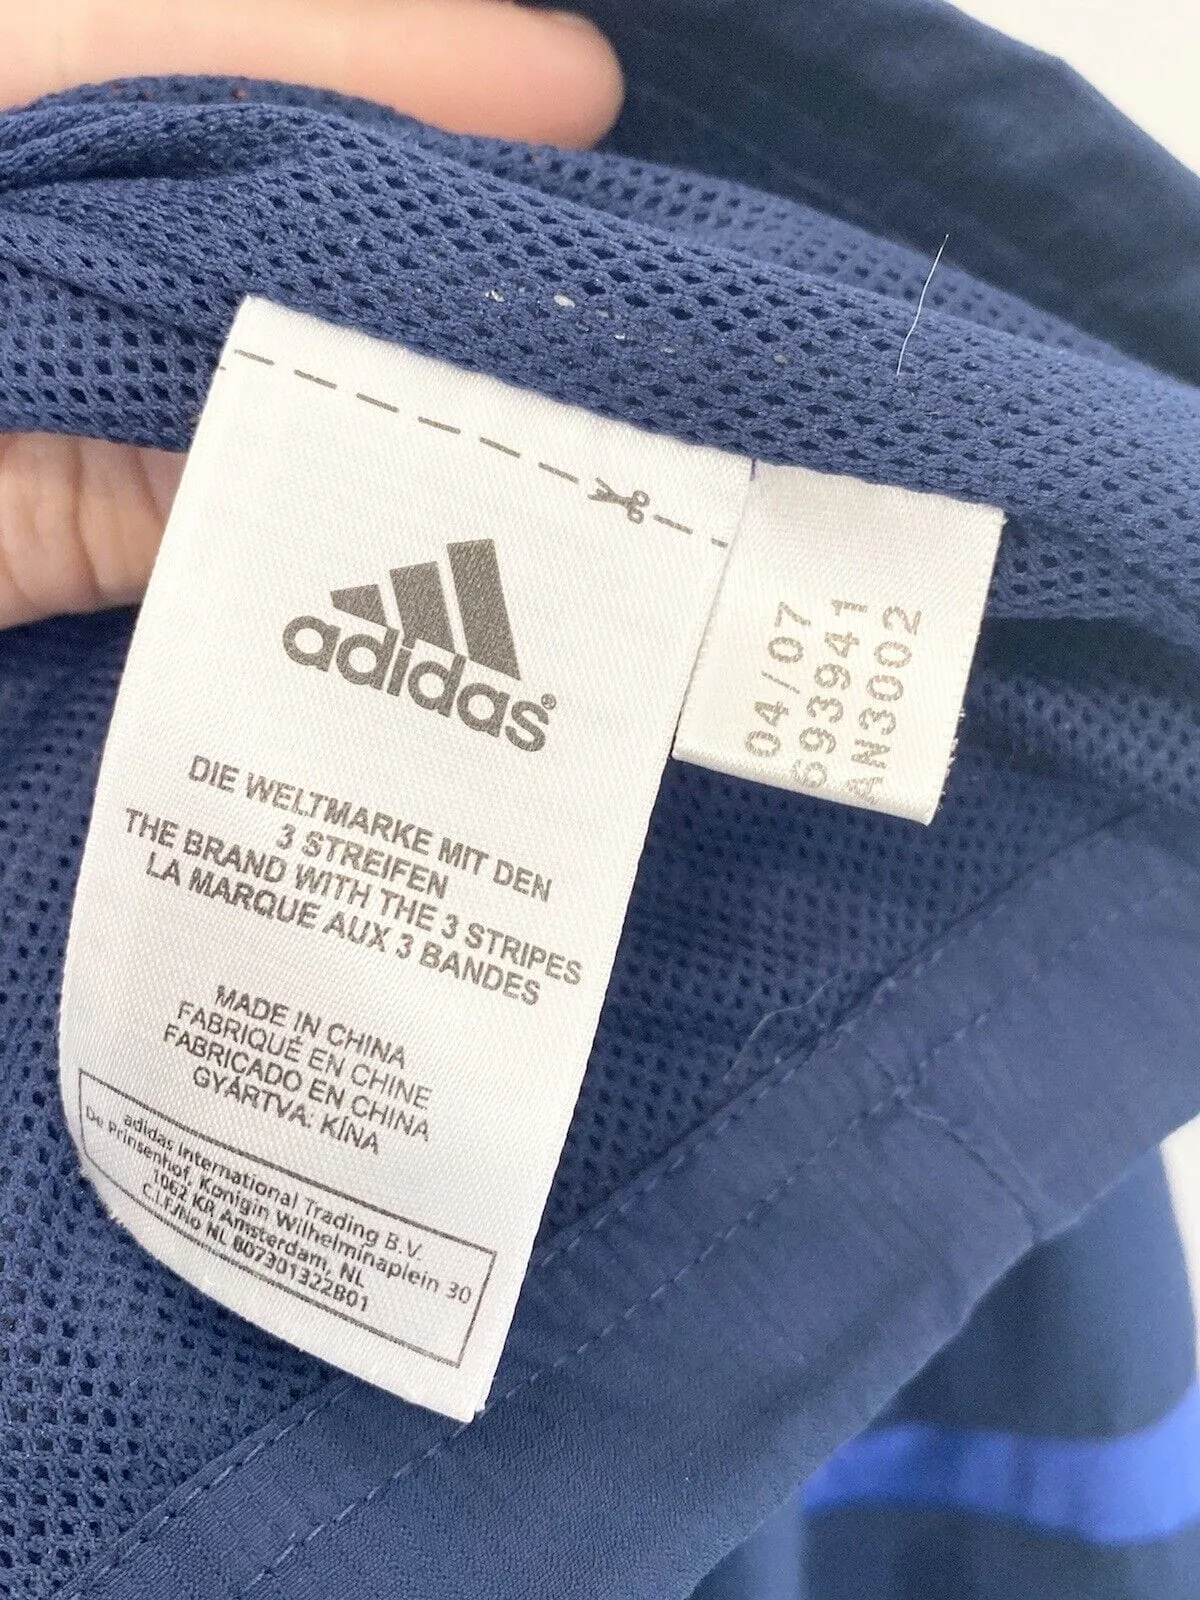 adidas®
DIE WELTMARKE MIT DEN
3 STREIFEN
THE BRAND WITH THE 3 STRIPES
LA MARQUE AUX 3 BANDES
MADE IN CHINA
FABRIQUÉ EN CHINE
FABRICADO EN CHINA
GYÁRTVA: KÍNA
adidas International Trading B.V.
De Prinsenhof, Konigin Wilhelminaplein 30
1062 KR Amsterdam, NL
C.I.F/No NL 807301322B01
04/07
693941
AN3002